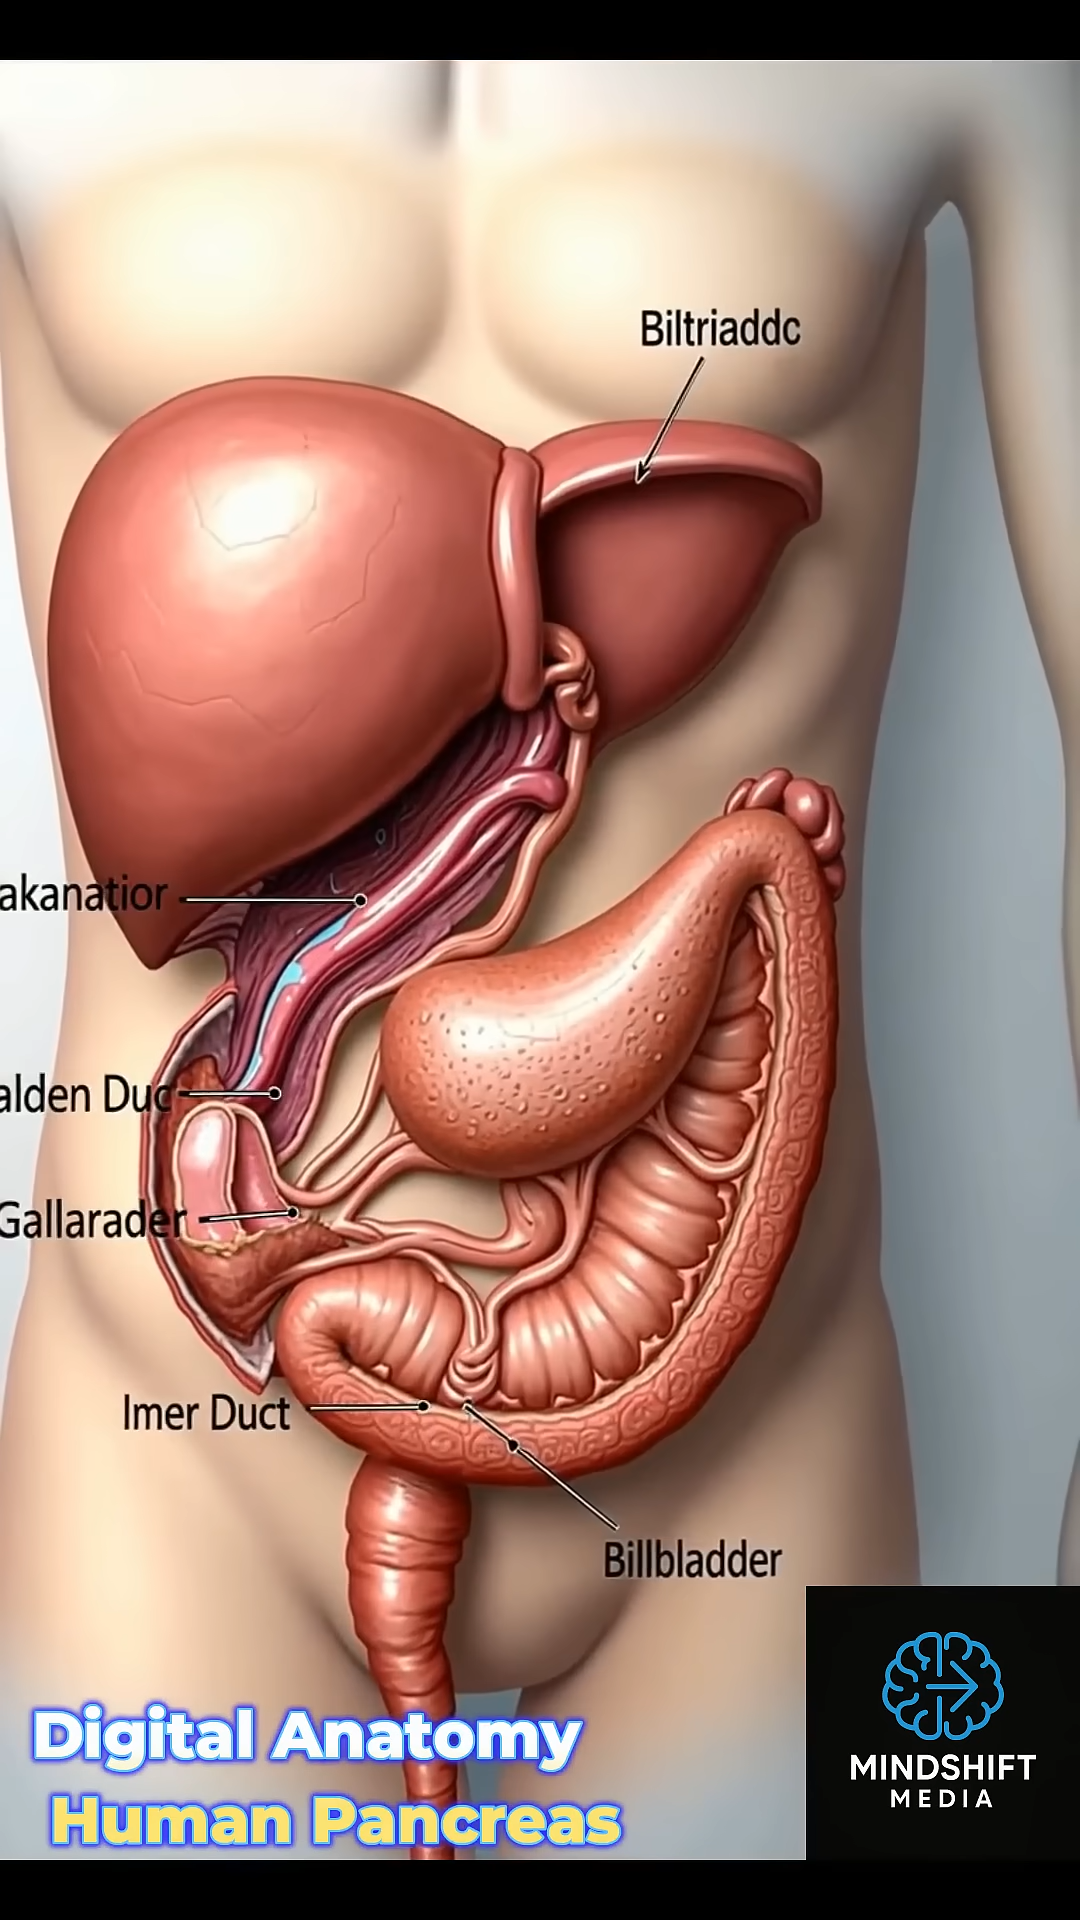 Biltriaddc
akanatior
alden Duc
Gallarader
Imer Duct
Billbladder
Digital Anatomy
Human Pancreas
MINDSHIFT
MEDIA